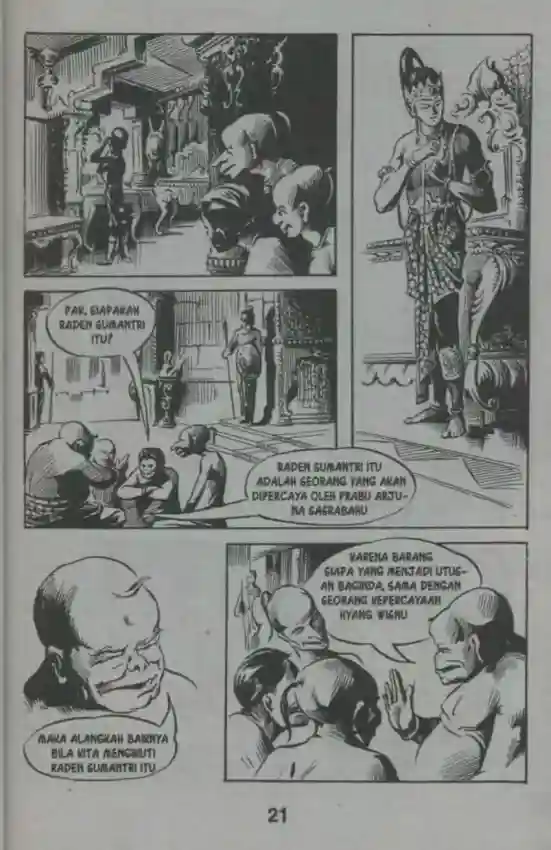 PAK, SIAPAKAH
RADEN SUMANTRI
ITU?
RADEN SUMANTRI ITU
ADALAH SEORANG YANG AKAN
DIPERCAYA OLEH PRABU ARJU-
NA SASRABAHU
MAKA ALANGKAH BAIKNYA
BILA KITA MENGIKUTI
RADEN SUMANTRI ITU
KARENA BARANG
SIAPA YANG MENJADI UTUS-
AN BAGINDA, SAMA DENGAN
SEORANG KEPERCAYAAN
HYANG WISNU
21